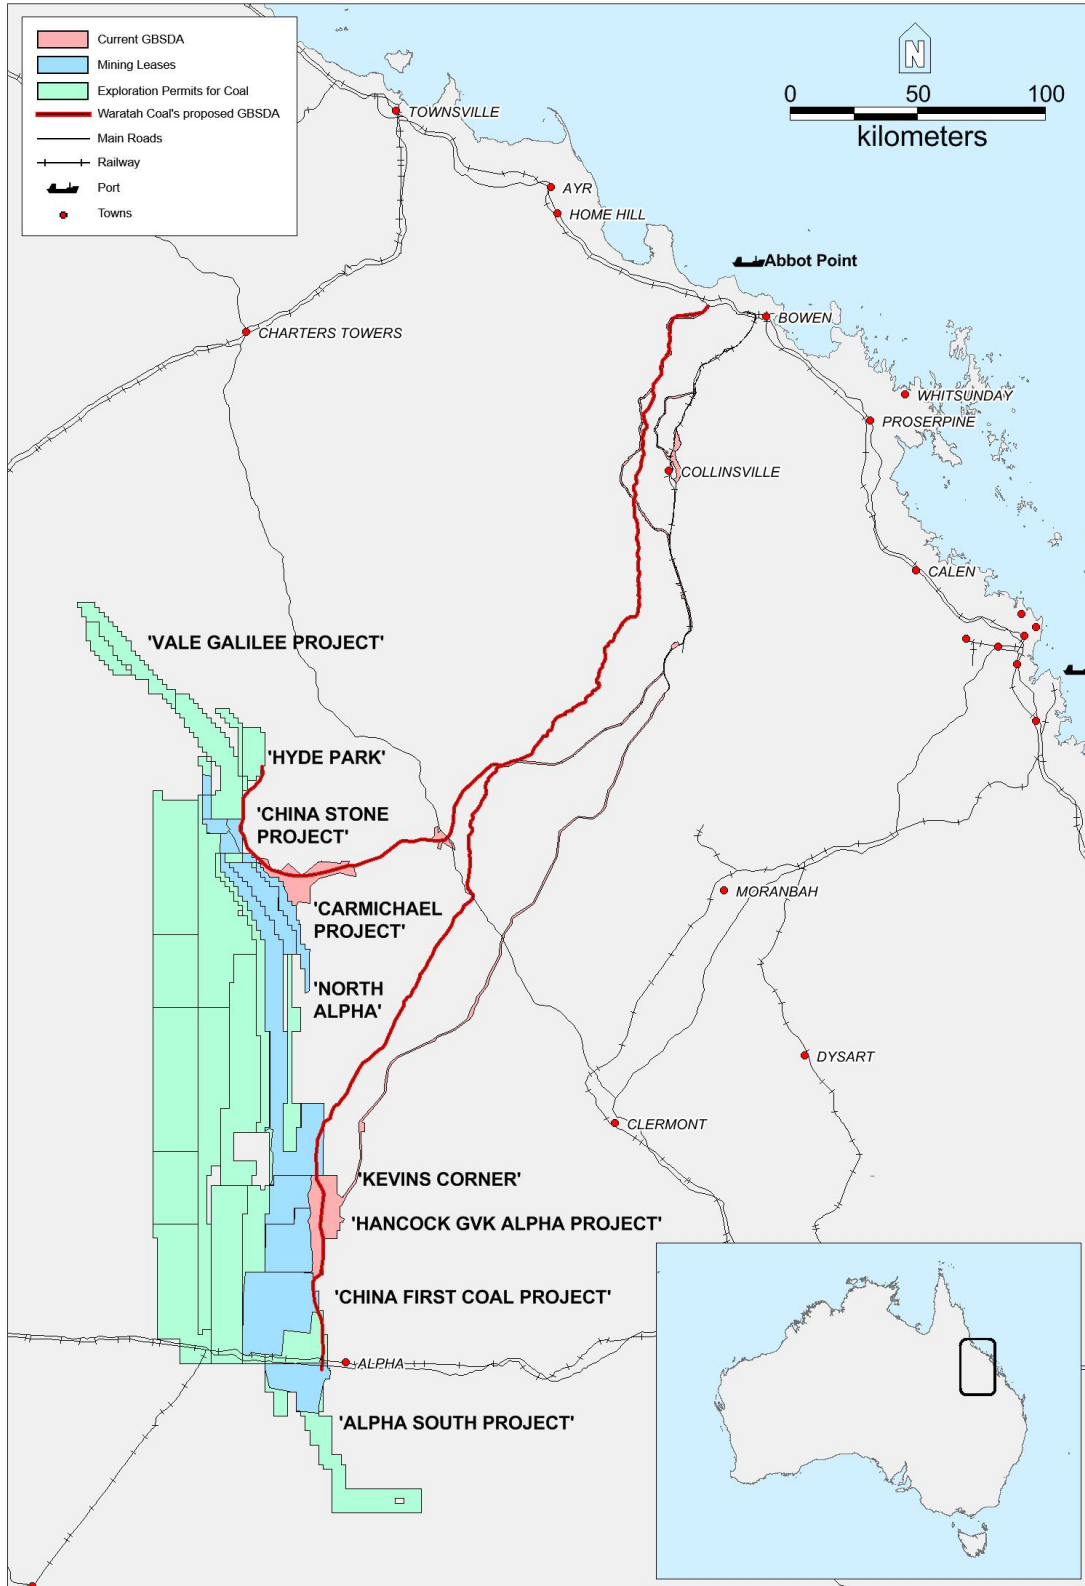 Current GBSDA
Mining Leases
Exploration Permits for Coal
Waratah Coal's proposed GBSDA
Main Roads
Railway
Port
Towns
N
0 50 100
kilometers
TOWNSVILLE
AYR
HOME HILL
Abbot Point
BOWEN
CHARTERS TOWERS
WHITSUNDAY
PROSERPINE
COLLINSVILLE
CALEN
'VALE GALILEE PROJECT'
'HYDE PARK'
'CHINA STONE
PROJECT'
MORANBAH
'CARMICHAEL
PROJECT'
'NORTH
ALPHA'
DYSART
CLERMONT
'KEVINS CORNER'
'HANCOCK GVK ALPHA PROJECT'
'CHINA FIRST COAL PROJECT'
ALPHA
'ALPHA SOUTH PROJECT'